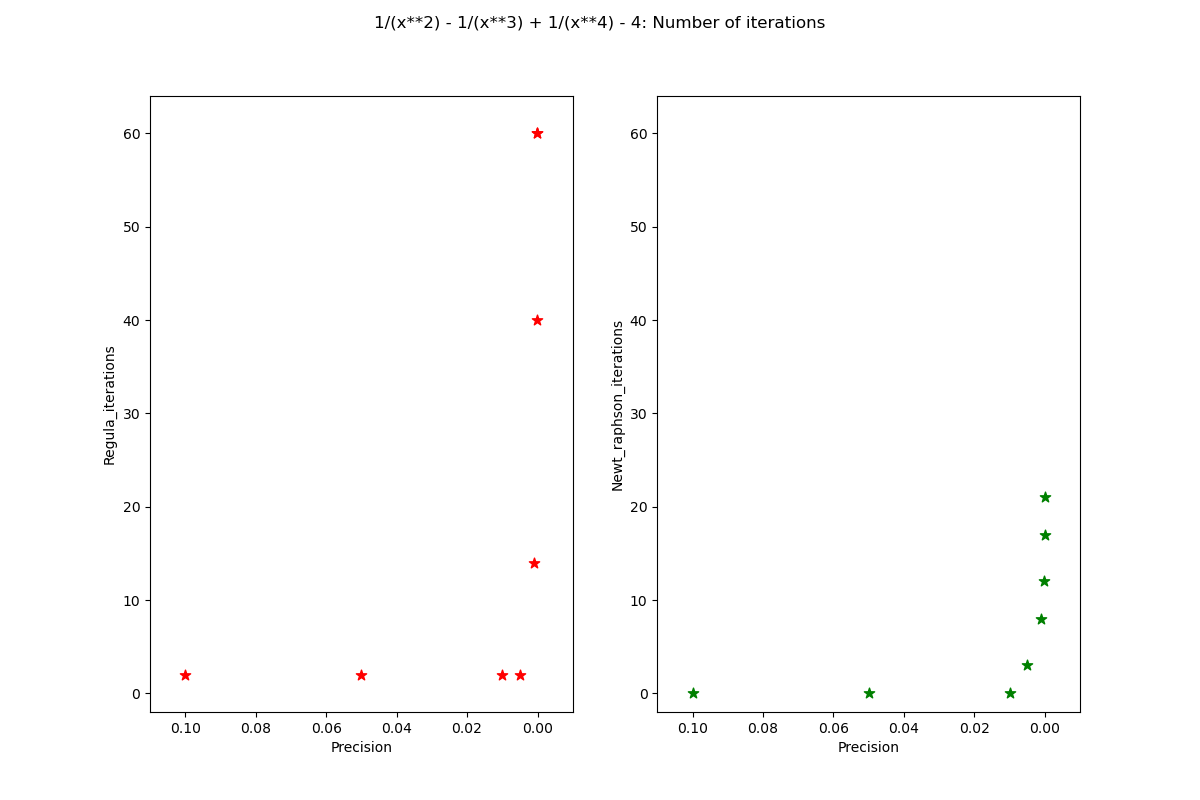 1/(x**2) - 1/(x**3) + 1/(x**4) - 4: Number of iterations
Regula_iterations
60
50
40
30
20
10
0
0.10 0.08 0.06 0.04 0.02 0.00
Precision
Newt_raphson_iterations
60
50
40
30
20
10
0
0.10 0.08 0.06 0.04 0.02 0.00
Precision